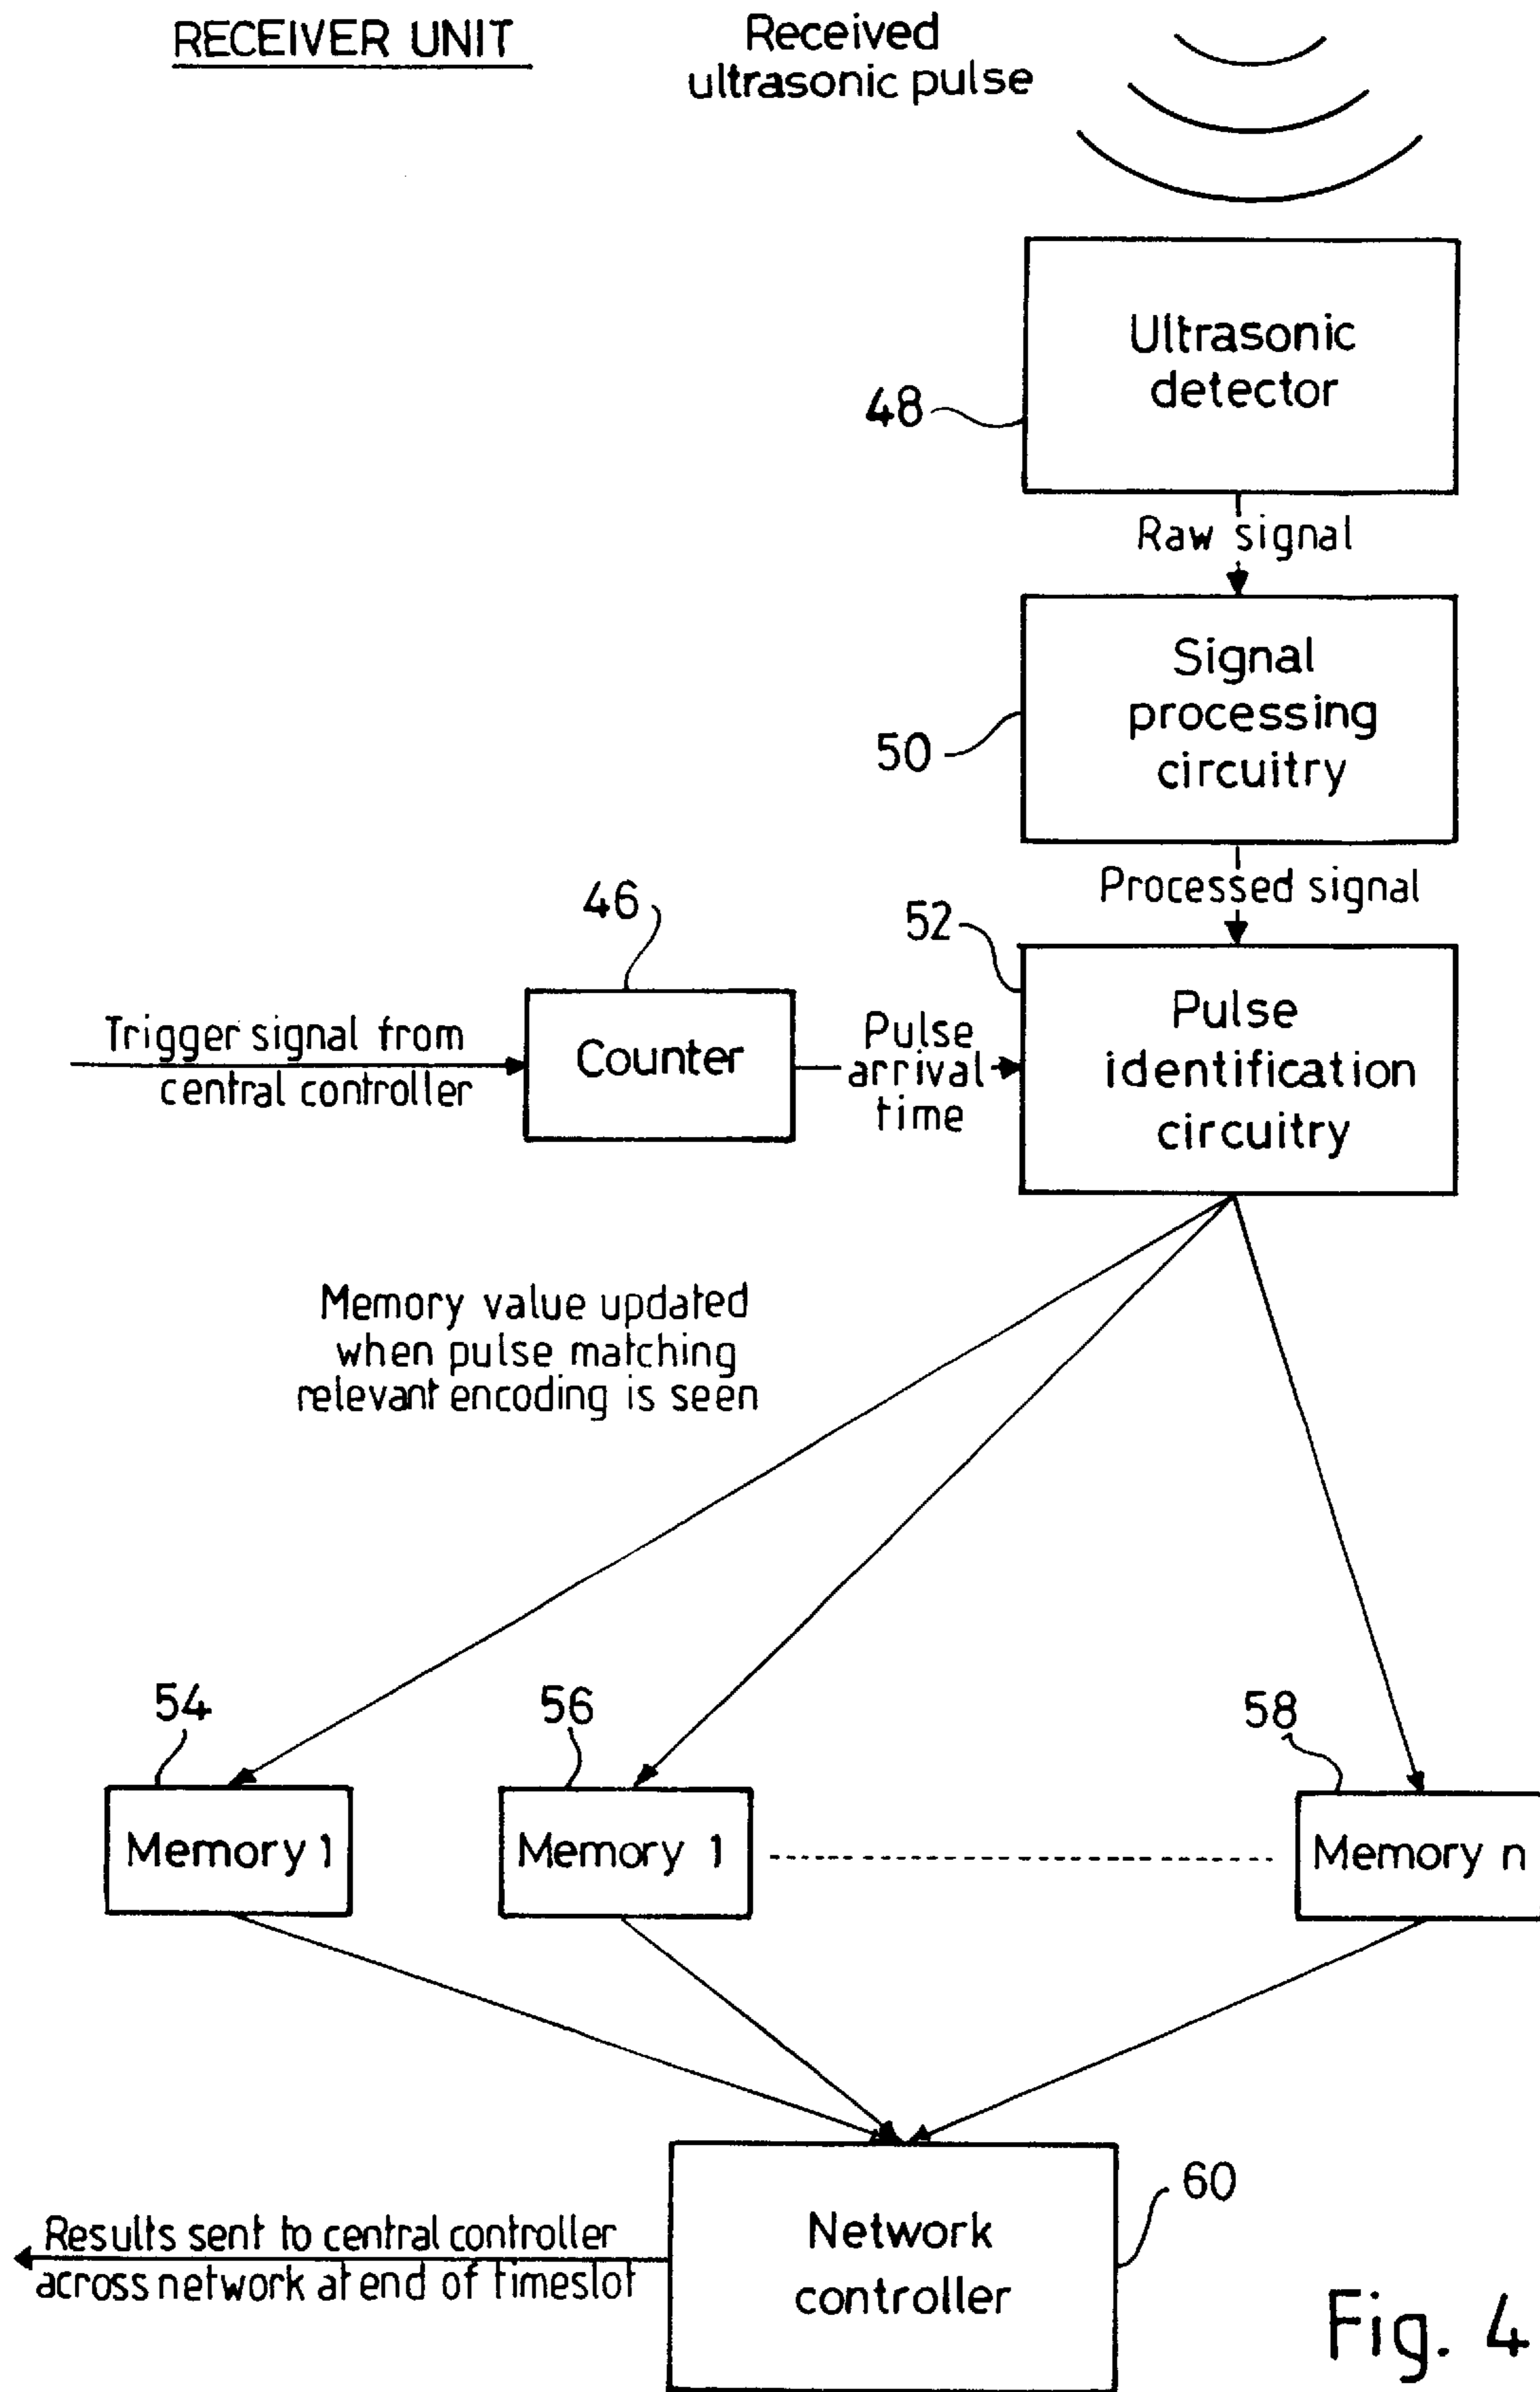 RECEIVER UNIT
Received
ultrasonic pulse
Ultrasonic
detector
48
Raw signal
Signal
processing
circuitry
50
Processed signal
46
52
Trigger signal from
central controller
Counter
Pulse
arrival
time
Pulse
identification
circuitry
Memory value updated
when pulse matching
relevant encoding is seen
54
56
58
Memory 1
Memory 1
Memory n
60
Results sent to central controller
across network at end of timeslot
Network
controller
Fig. 4